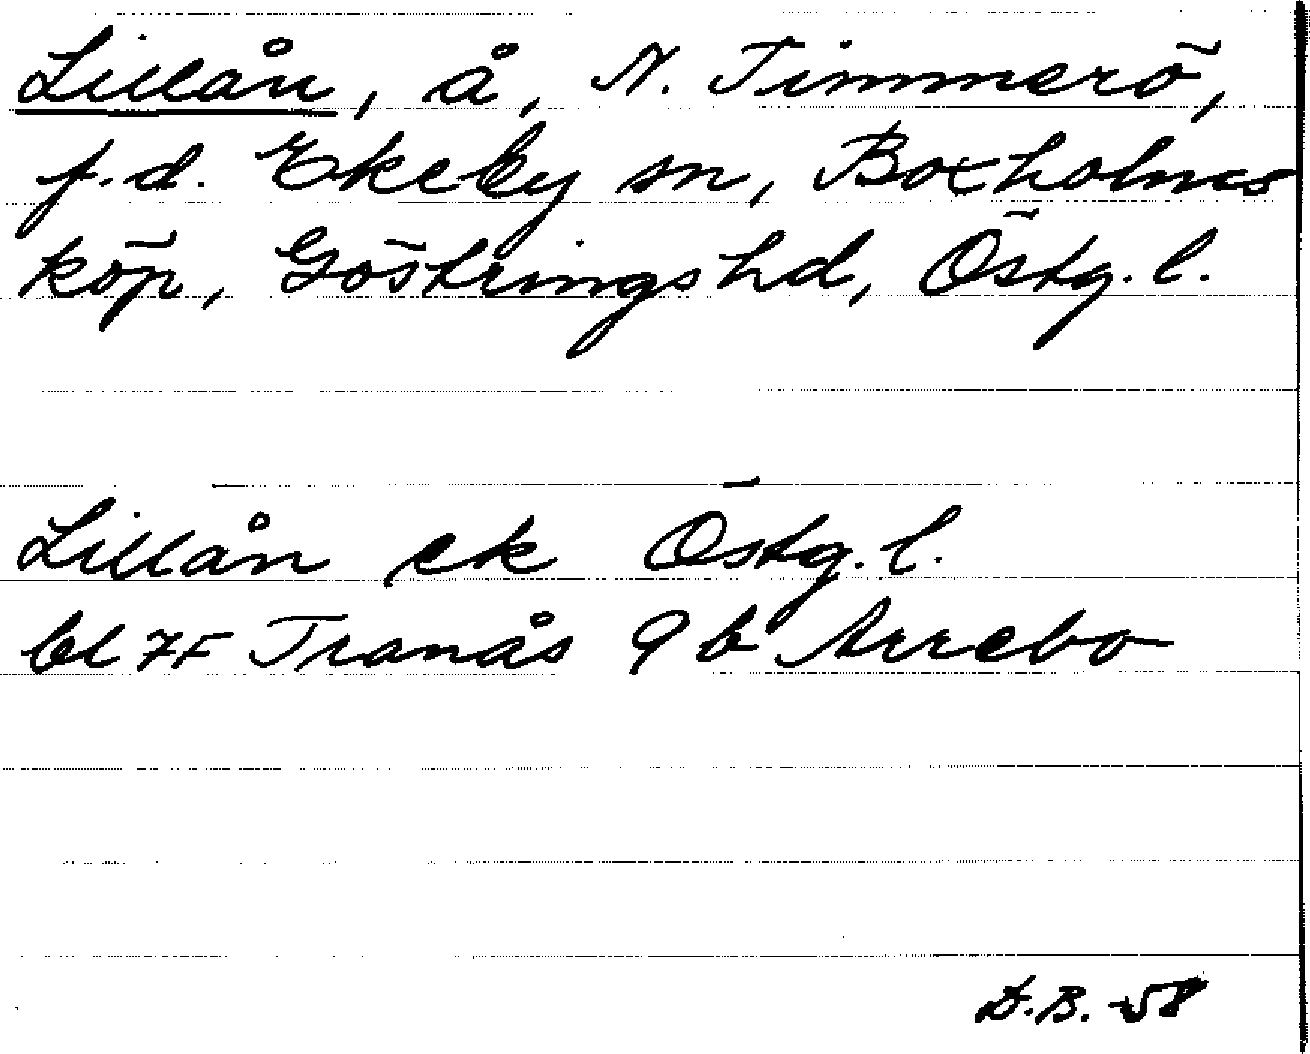 Lillån, å, N. Timmerö,
f.d. Ekeby sn, Boxholms
köp, Göstringshd, Östg. l.
Lillån ek Östg. l.
bl 7F Tranås 9 b Arrebo
D.B. -58